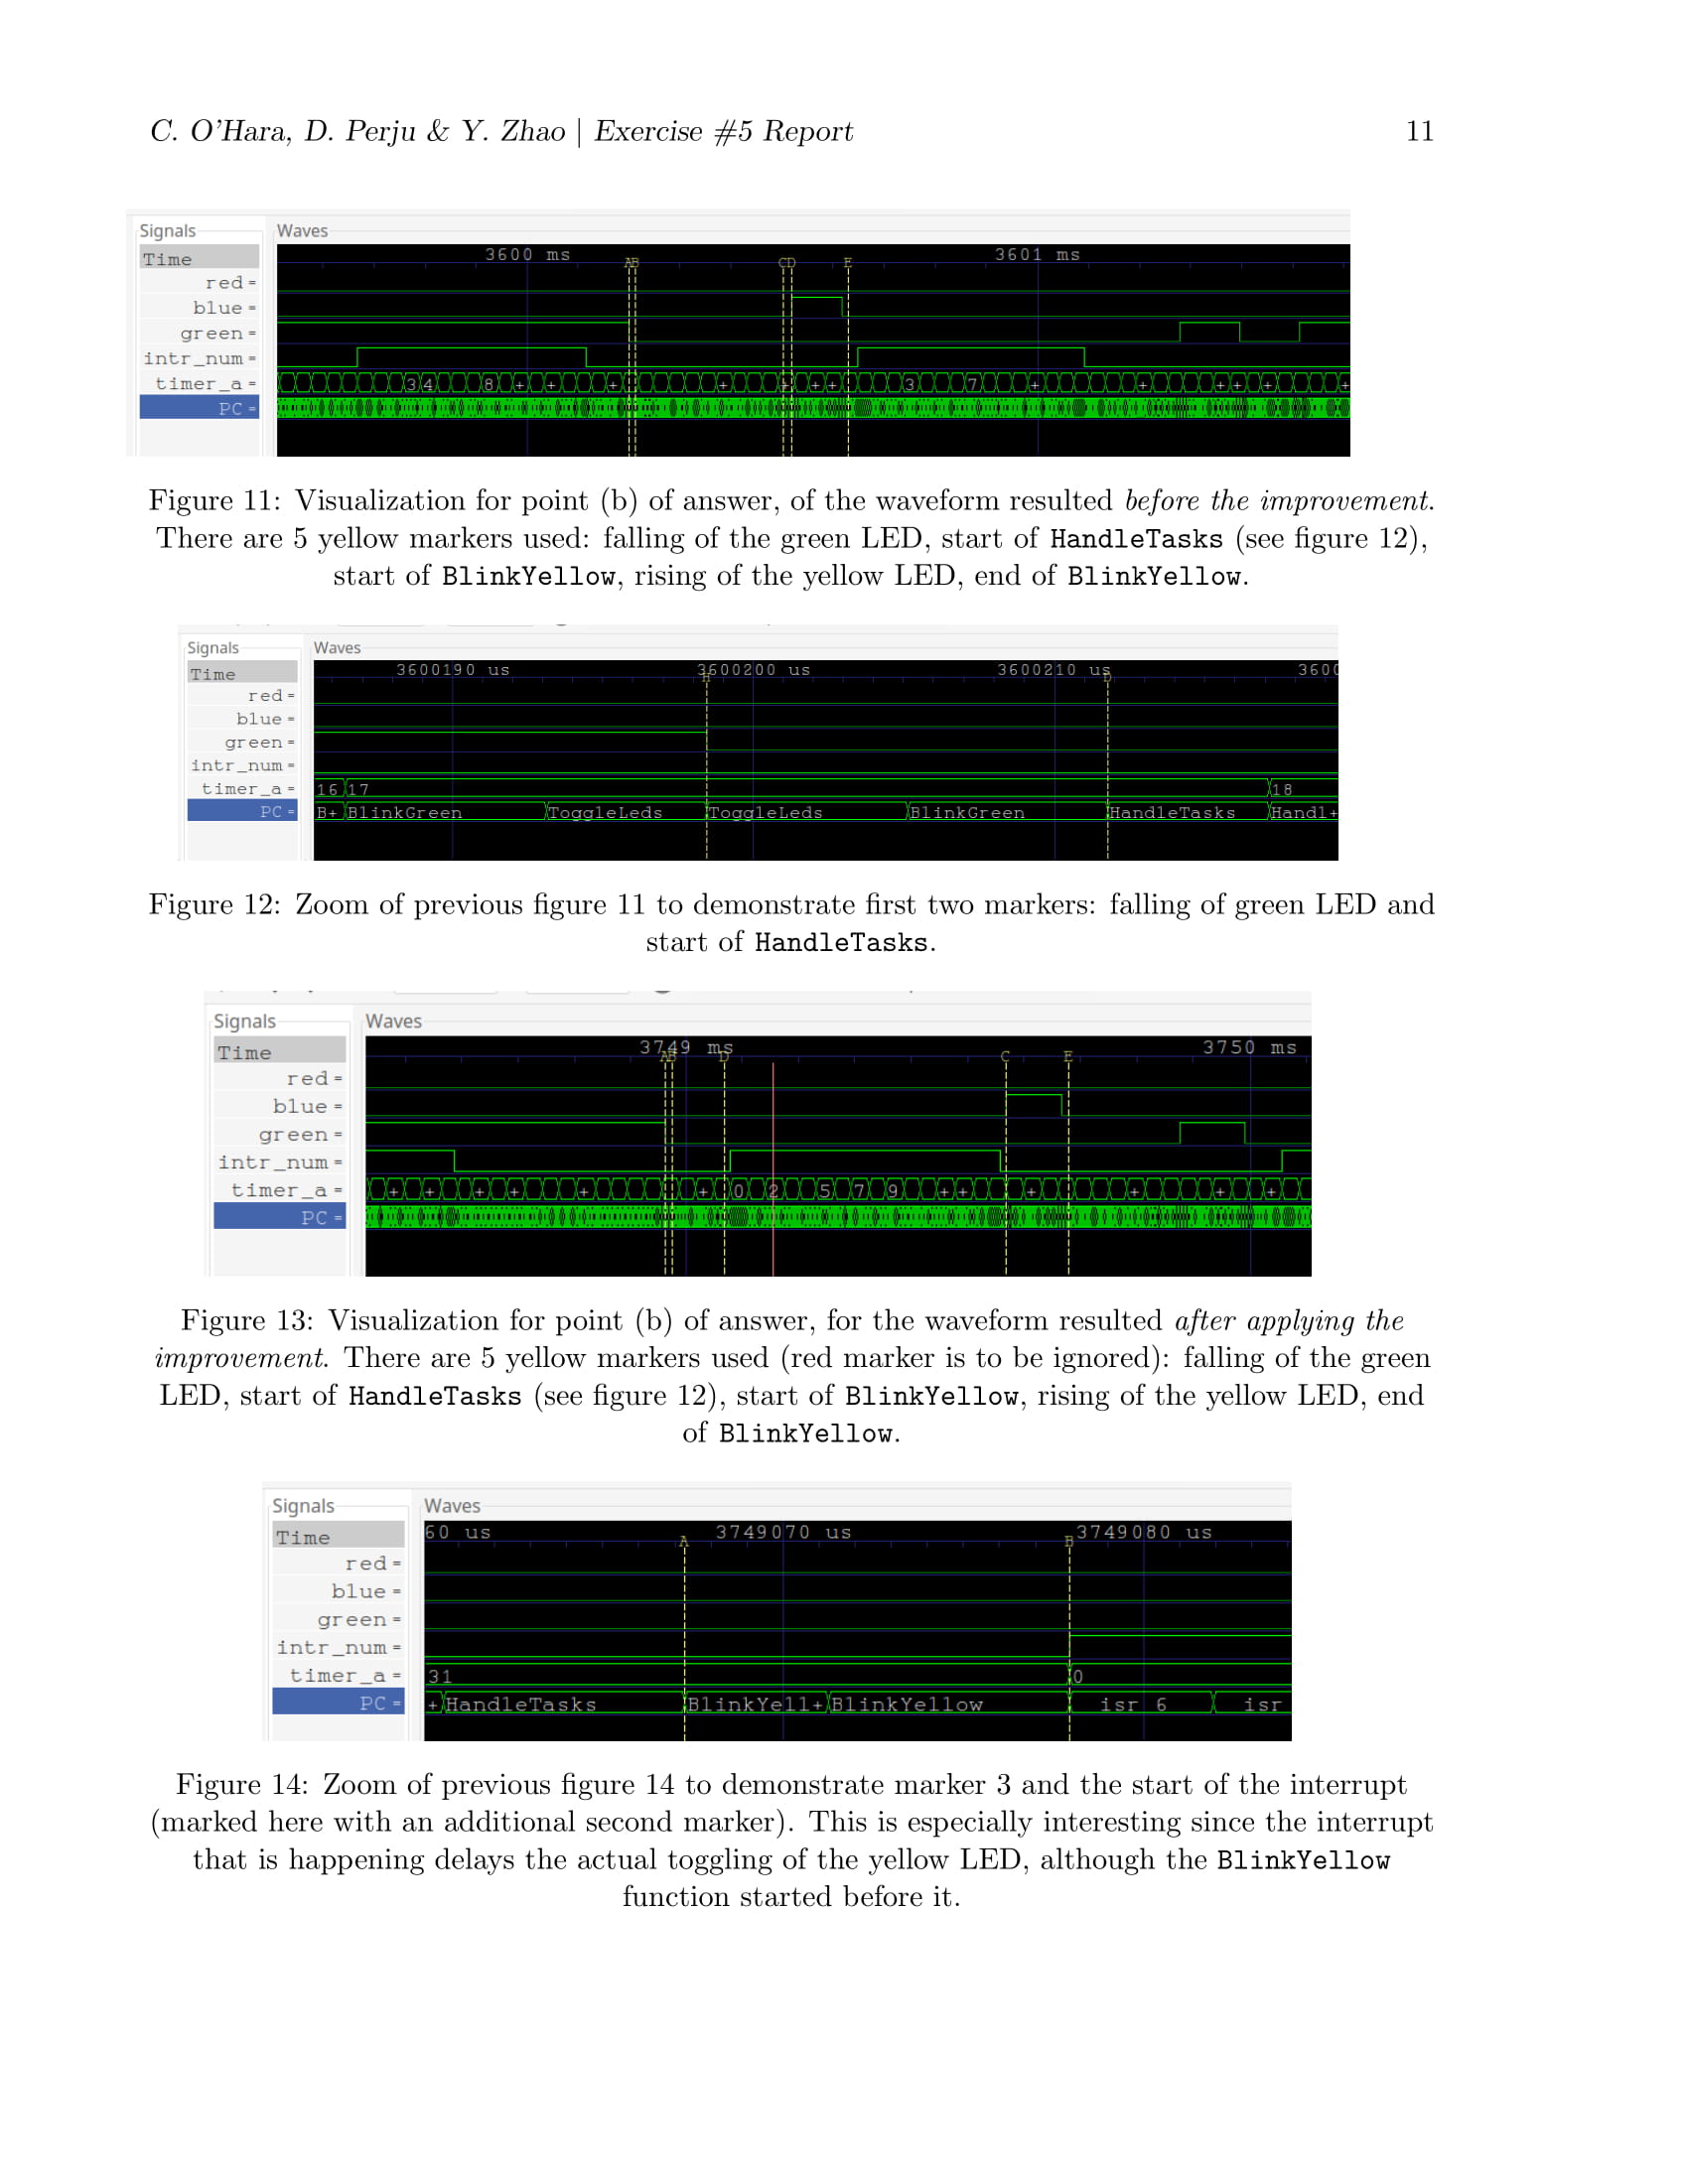 C. O'Hara, D. Perju & Y. Zhao | Exercise #5 Report 11
Signals Waves
Time 3600 ms 3601 ms
AB CD E
red =
blue =
green =
intr_num =
timer_a = 3 4 8 + + + + + + + 3 7 + + + + + +
PC =
Figure 11: Visualization for point (b) of answer, of the waveform resulted before the improvement.
There are 5 yellow markers used: falling of the green LED, start of HandleTasks (see figure 12),
start of BlinkYellow, rising of the yellow LED, end of BlinkYellow.
Signals Waves
Time 3600190 us 3600200 us 3600210 us 3600
red =
blue =
green =
intr_num =
timer_a = 16 17 18
PC = B+ BlinkGreen ToggleLeds ToggleLeds BlinkGreen HandleTasks Handl+
Figure 12: Zoom of previous figure 11 to demonstrate first two markers: falling of green LED and
start of HandleTasks.
Signals Waves
Time 3749 ms 3750 ms
AB D C E
red =
blue =
green =
intr_num =
timer_a = + + + + + + 0 2 5 7 9 + + + + + +
PC =
Figure 13: Visualization for point (b) of answer, for the waveform resulted after applying the
improvement. There are 5 yellow markers used (red marker is to be ignored): falling of the green
LED, start of HandleTasks (see figure 12), start of BlinkYellow, rising of the yellow LED, end
of BlinkYellow.
Signals Waves
Time 60 us A 3749070 us B 3749080 us
red =
blue =
green =
intr_num =
timer_a = 31 0
PC = + HandleTasks BlinkYell+ BlinkYellow isr 6 isr
Figure 14: Zoom of previous figure 14 to demonstrate marker 3 and the start of the interrupt
(marked here with an additional second marker). This is especially interesting since the interrupt
that is happening delays the actual toggling of the yellow LED, although the BlinkYellow
function started before it.